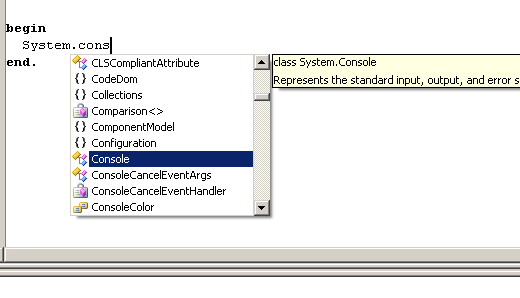 begin
System.cons
end.
CLSCompliantAttribute
{} CodeDom
{} Collections
Comparison<>
{} ComponentModel
{} Configuration
Console
ConsoleCancelEventArgs
ConsoleCancelEventHandler
ConsoleColor
class System.Console
Represents the standard input, output, and error s